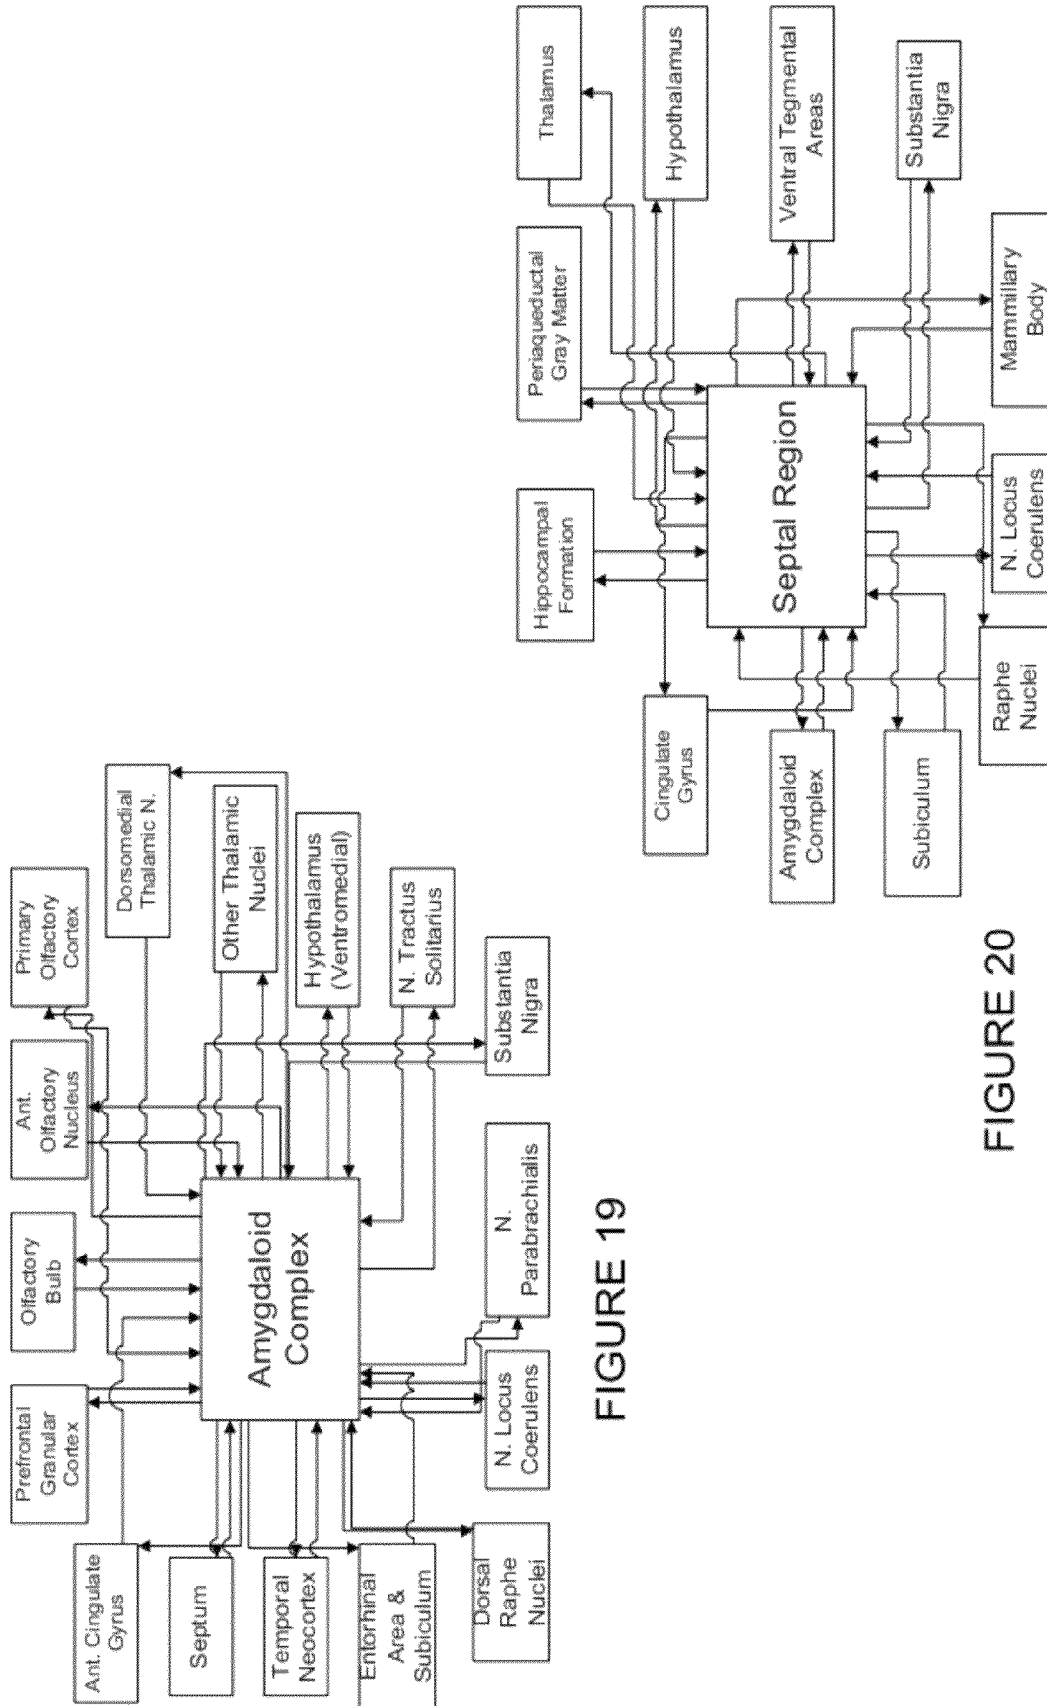 Prefrontal
Granular
Cortex
Olfactory
Bulb
Ant.
Olfactory
Nucleus
Primary
Olfactory
Cortex
Dorsomedial
Thalamic N.
Ant. Cingulate
Gyrus
Septum
Temporal
Neocortex
Entorhinal
Area &
Subiculum
Dorsal
Raphe
Nuclei
Amygdaloid
Complex
Other Thalamic
Nuclei
Hypothalamus
(Ventromedial)
N. Tractus
Solitarius
Substantia
Nigra
N. Locus
Coerulens
N.
Parabrachialis
FIGURE 19
Hippocampal
Formation
Periaqueductal
Gray Matter
Thalamus
Cingulate
Gyrus
Amygdaloid
Complex
Subiculum
Septal Region
Hypothalamus
Ventral Tegmental
Areas
Substantia
Nigra
Raphe
Nuclei
N. Locus
Coerulens
Mammillary
Body
FIGURE 20